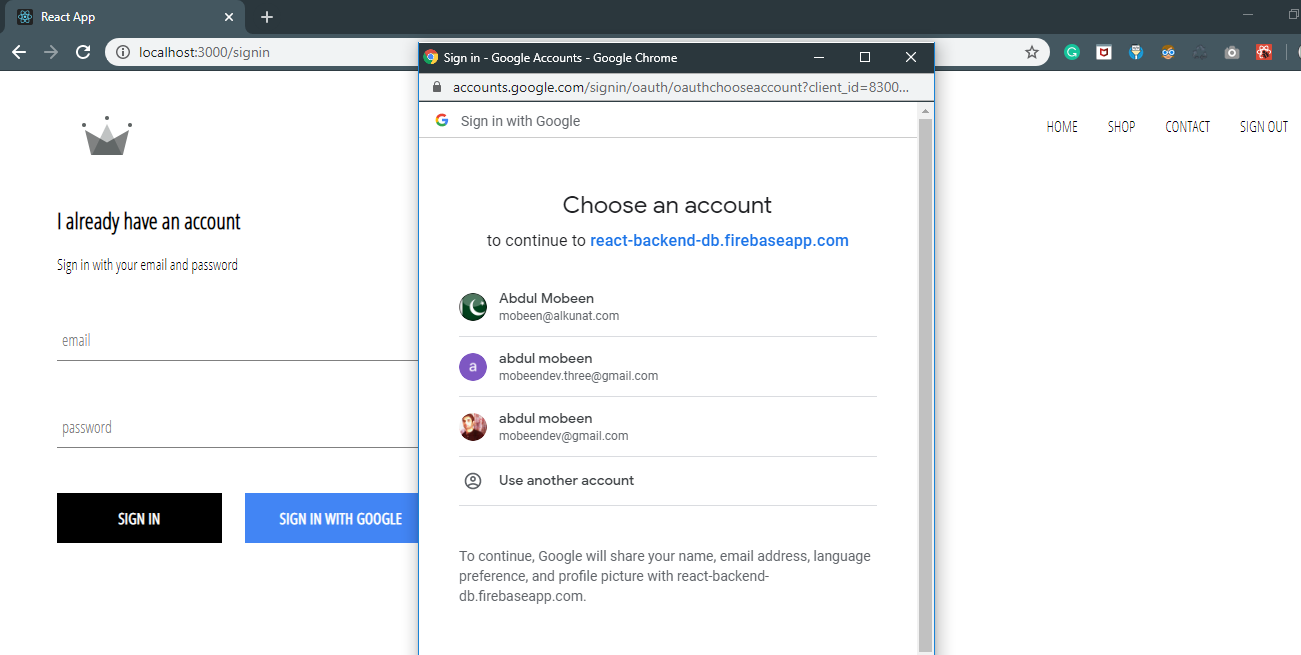 React App
localhost:3000/signin
Sign in - Google Accounts - Google Chrome
accounts.google.com/signin/oauth/oauthchooseaccount?client_id=8300...
Sign in with Google
HOME SHOP CONTACT SIGN OUT
I already have an account
Sign in with your email and password
email
password
SIGN IN
SIGN IN WITH GOOGLE
Choose an account
to continue to react-backend-db.firebaseapp.com
Abdul Mobeen
mobeen@alkunat.com
a
abdul mobeen
mobeendev.three@gmail.com
abdul mobeen
mobeendev@gmail.com
Use another account
To continue, Google will share your name, email address, language
preference, and profile picture with react-backend-
db.firebaseapp.com.